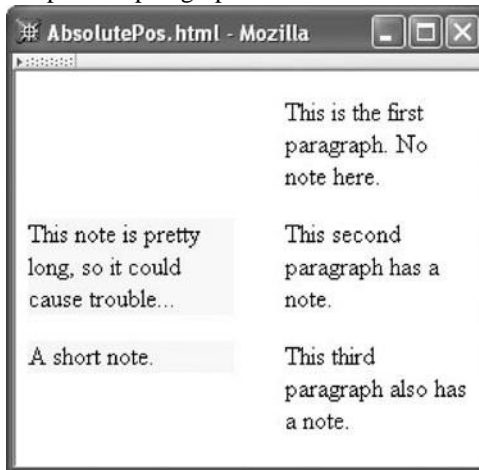 AbsolutePos.html - Mozilla
This is the first
paragraph. No
note here.
This note is pretty
long, so it could
cause trouble...
This second
paragraph has a
note.
A short note.
This third
paragraph also has
a note.